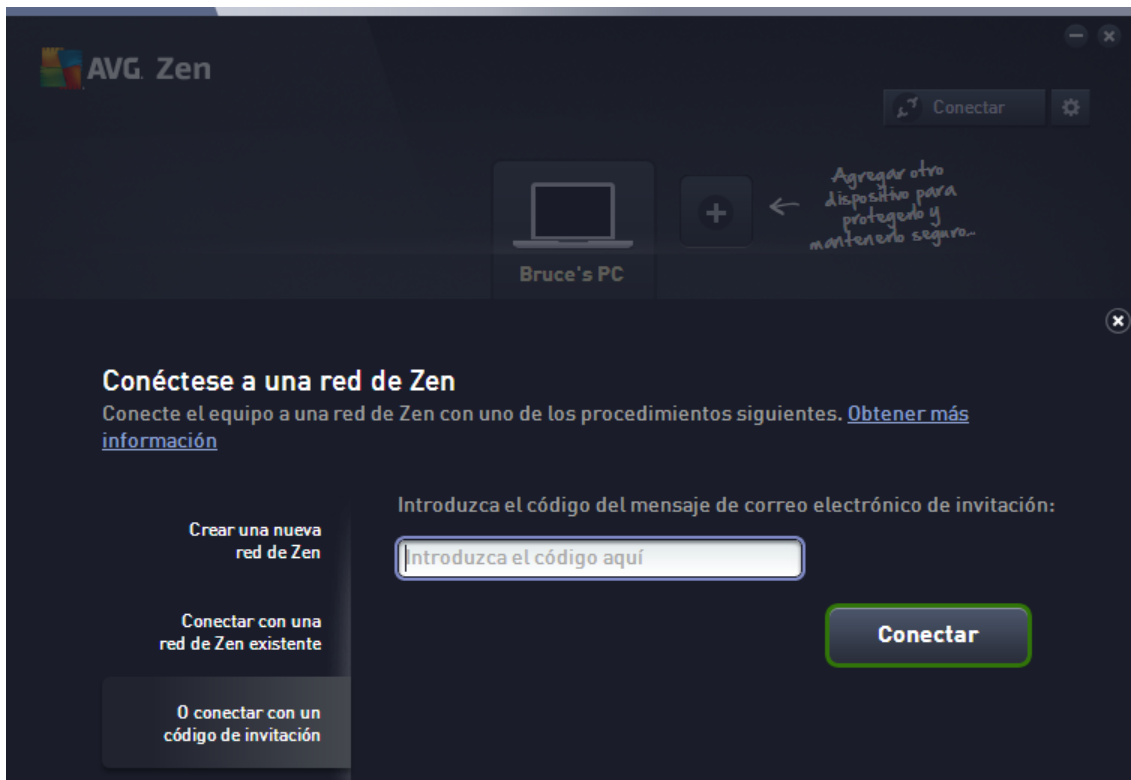 AVG. Zen
Conectar
Agregar otro
dispositivo para
protegerlo y
mantenerlo seguro...
Bruce's PC
Conéctese a una red de Zen
Conecte el equipo a una red de Zen con uno de los procedimientos siguientes. Obtener más
información
Introduzca el código del mensaje de correo electrónico de invitación:
Crear una nueva
red de Zen
Introduzca el código aquí
Conectar con una
red de Zen existente
Conectar
O conectar con un
código de invitación